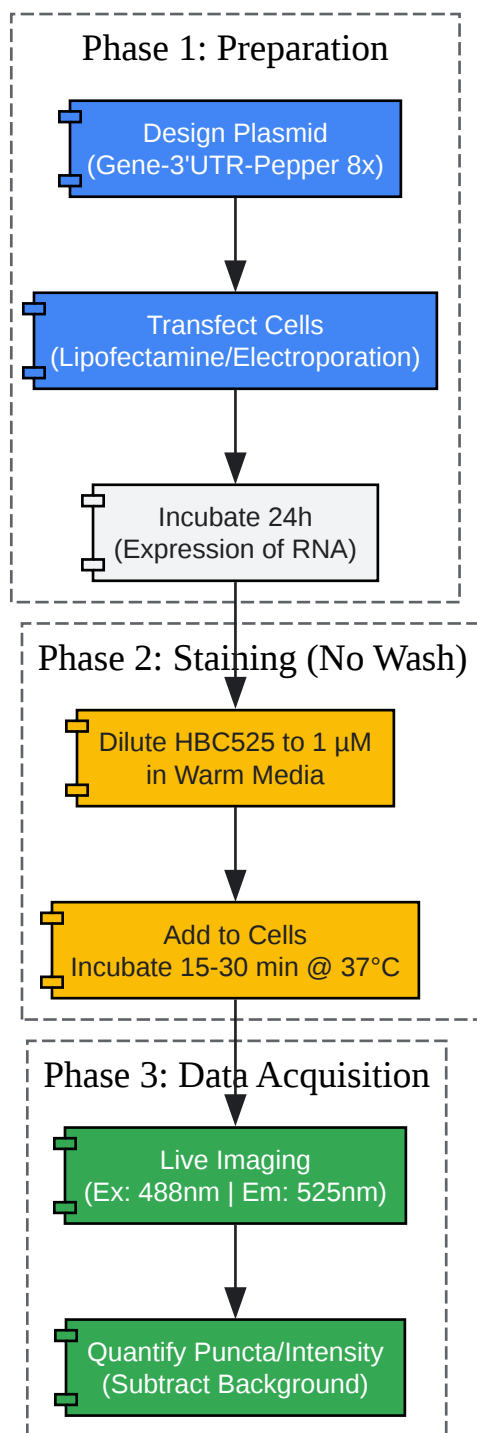 Phase 1: Preparation
Design Plasmid
(Gene-3'UTR-Pepper 8x)
Transfect Cells
(Lipofectamine/Electroporation)
Incubate 24h
(Expression of RNA)
Phase 2: Staining (No Wash)
Dilute HBC525 to 1 µM
in Warm Media
Add to Cells
Incubate 15-30 min @ 37°C
Phase 3: Data Acquisition
Live Imaging
(Ex: 488nm | Em: 525nm)
Quantify Puncta/Intensity
(Subtract Background)